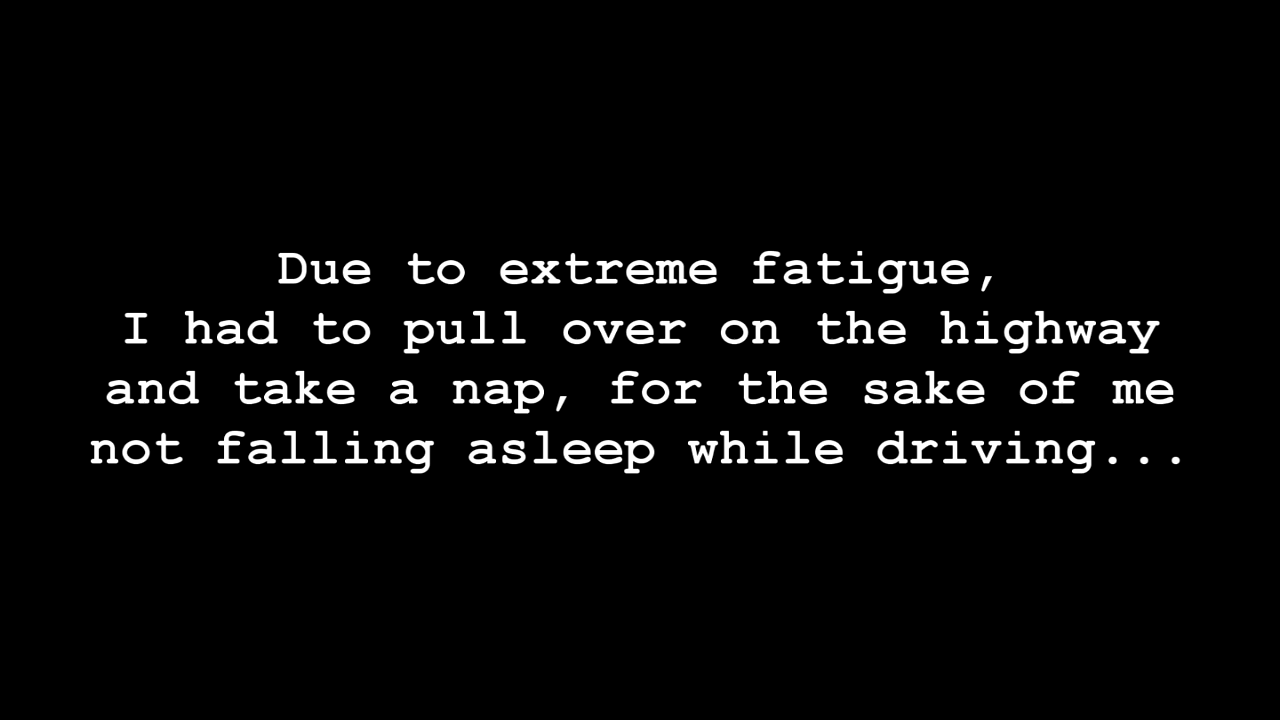 Due to extreme fatigue,
I had to pull over on the highway
and take a nap, for the sake of me
not falling asleep while driving...